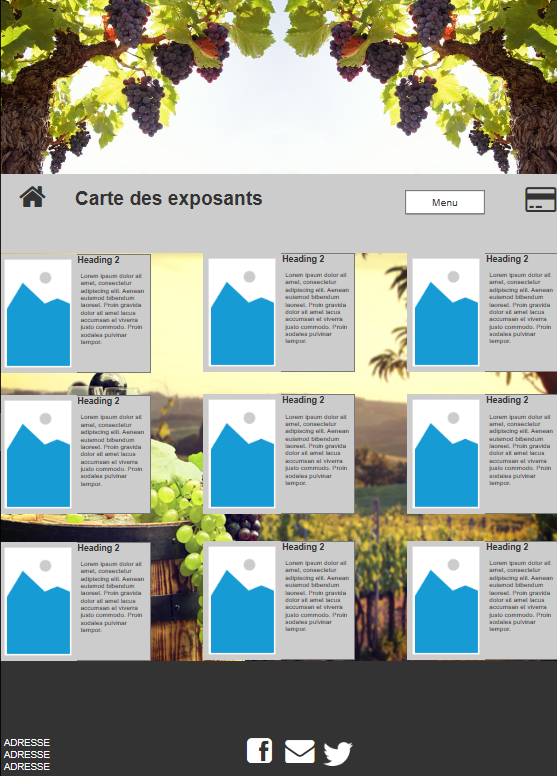 Carte des exposants
Menu
Heading 2
Lorem ipsum dolor sit
amet, consectetur
adipiscing elit. Aenean
euismod bibendum
laoreet. Proin gravida
dolor sit amet lacus
accumsan et viverra
justo commodo. Proin
sodales pulvinar
tempor.
Heading 2
Lorem ipsum dolor sit
amet, consectetur
adipiscing elit. Aenean
euismod bibendum
laoreet. Proin gravida
dolor sit amet lacus
accumsan et viverra
justo commodo. Proin
sodales pulvinar
tempor.
Heading 2
Lorem ipsum dolor sit
amet, consectetur
adipiscing elit. Aenean
euismod bibendum
laoreet. Proin gravida
dolor sit amet lacus
accumsan et viverra
justo commodo. Proin
sodales pulvinar
tempor.
Heading 2
Lorem ipsum dolor sit
amet, consectetur
adipiscing elit. Aenean
euismod bibendum
laoreet. Proin gravida
dolor sit amet lacus
accumsan et viverra
justo commodo. Proin
sodales pulvinar
tempor.
Heading 2
Lorem ipsum dolor sit
amet, consectetur
adipiscing elit. Aenean
euismod bibendum
laoreet. Proin gravida
dolor sit amet lacus
accumsan et viverra
justo commodo. Proin
sodales pulvinar
tempor.
Heading 2
Lorem ipsum dolor sit
amet, consectetur
adipiscing elit. Aenean
euismod bibendum
laoreet. Proin gravida
dolor sit amet lacus
accumsan et viverra
justo commodo. Proin
sodales pulvinar
tempor.
Heading 2
Lorem ipsum dolor sit
amet, consectetur
adipiscing elit. Aenean
euismod bibendum
laoreet. Proin gravida
dolor sit amet lacus
accumsan et viverra
justo commodo. Proin
sodales pulvinar
tempor.
Heading 2
Lorem ipsum dolor sit
amet, consectetur
adipiscing elit. Aenean
euismod bibendum
laoreet. Proin gravida
dolor sit amet lacus
accumsan et viverra
justo commodo. Proin
sodales pulvinar
tempor.
Heading 2
Lorem ipsum dolor sit
amet, consectetur
adipiscing elit. Aenean
euismod bibendum
laoreet. Proin gravida
dolor sit amet lacus
accumsan et viverra
justo commodo. Proin
sodales pulvinar
tempor.
ADRESSE
ADRESSE
ADRESSE